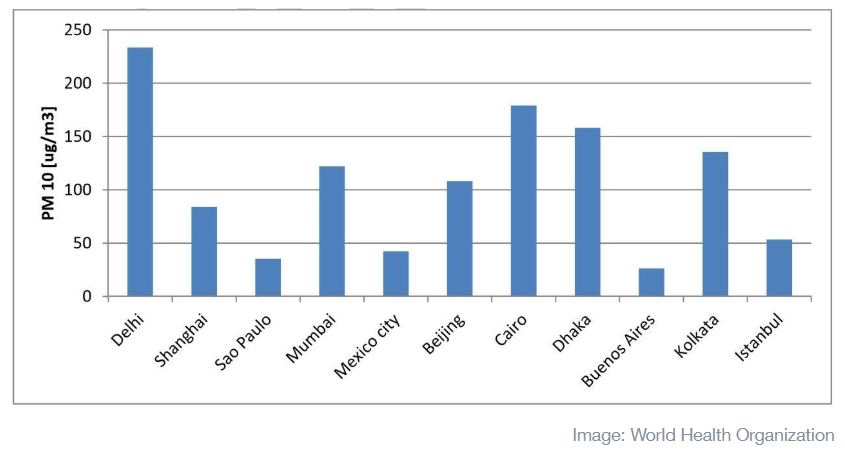 250
200
150
100
50
0
PM 10 [ug/m3]
Delhi
Shanghai
Sao Paulo
Mumbai
Mexico city
Beijing
Cairo
Dhaka
Buenos Aires
Kolkata
Istanbul
Image: World Health Organization